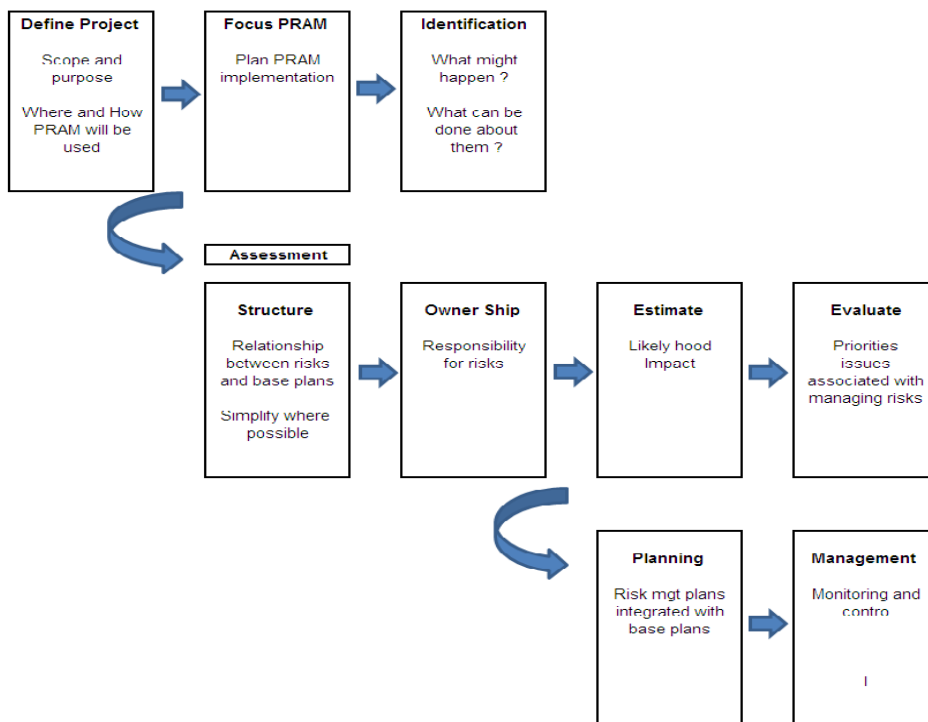 Define Project
Scope and
purpose
Where and How
PRAM will be
used
Focus PRAM
Plan PRAM
implementation
Identification
What might
happen ?
What can be
done about
them ?
Assessment
Structure
Relationship
between risks
and base plans
Simplify where
possible
Owner Ship
Responsibility
for risks
Estimate
Likely hood
Impact
Evaluate
Priorities
issues
associated with
managing risks
Planning
Risk mgt plans
integrated with
base plans
Management
Monitoring and
contro
l